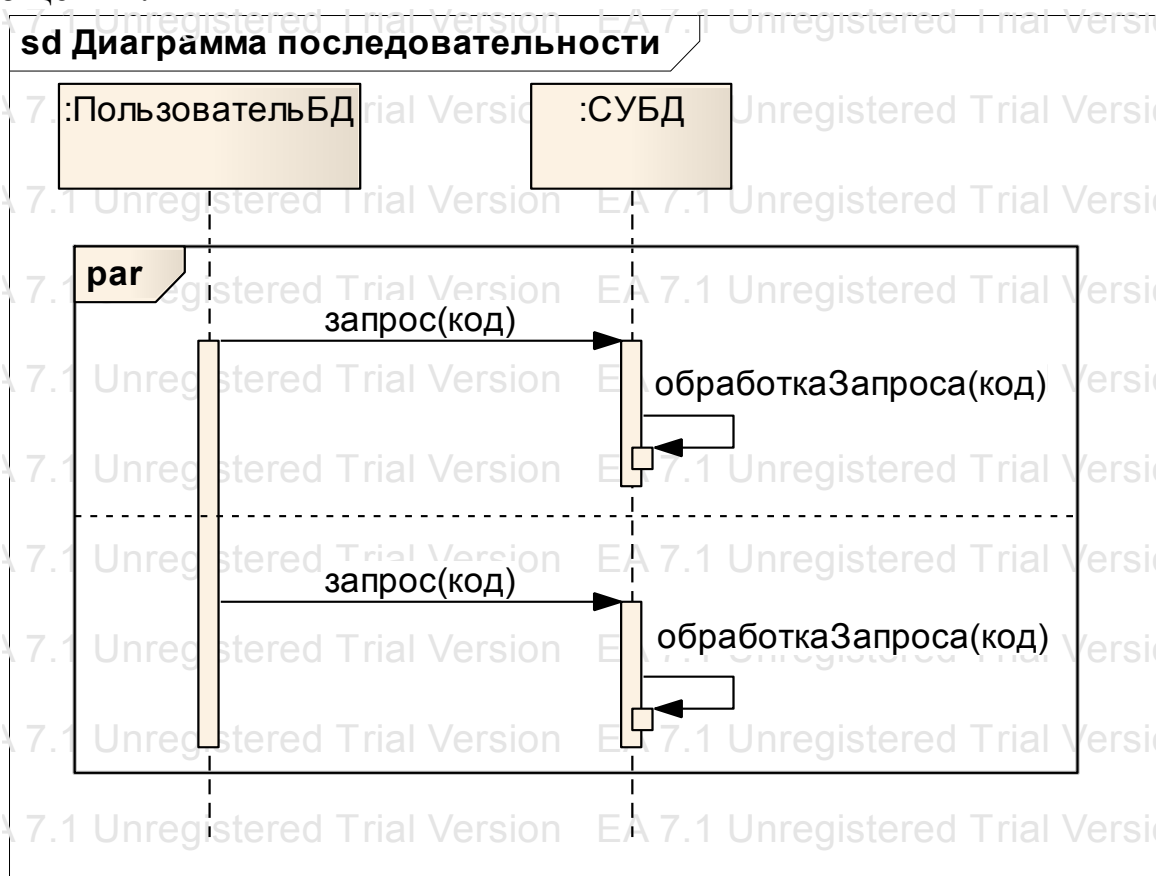 sd Диаграмма последовательности
:ПользовательБД
:СУБД
par
запрос(код)
обработкаЗапроса(код)
запрос(код)
обработкаЗапроса(код)
EA 7.1 Unregistered Trial Version